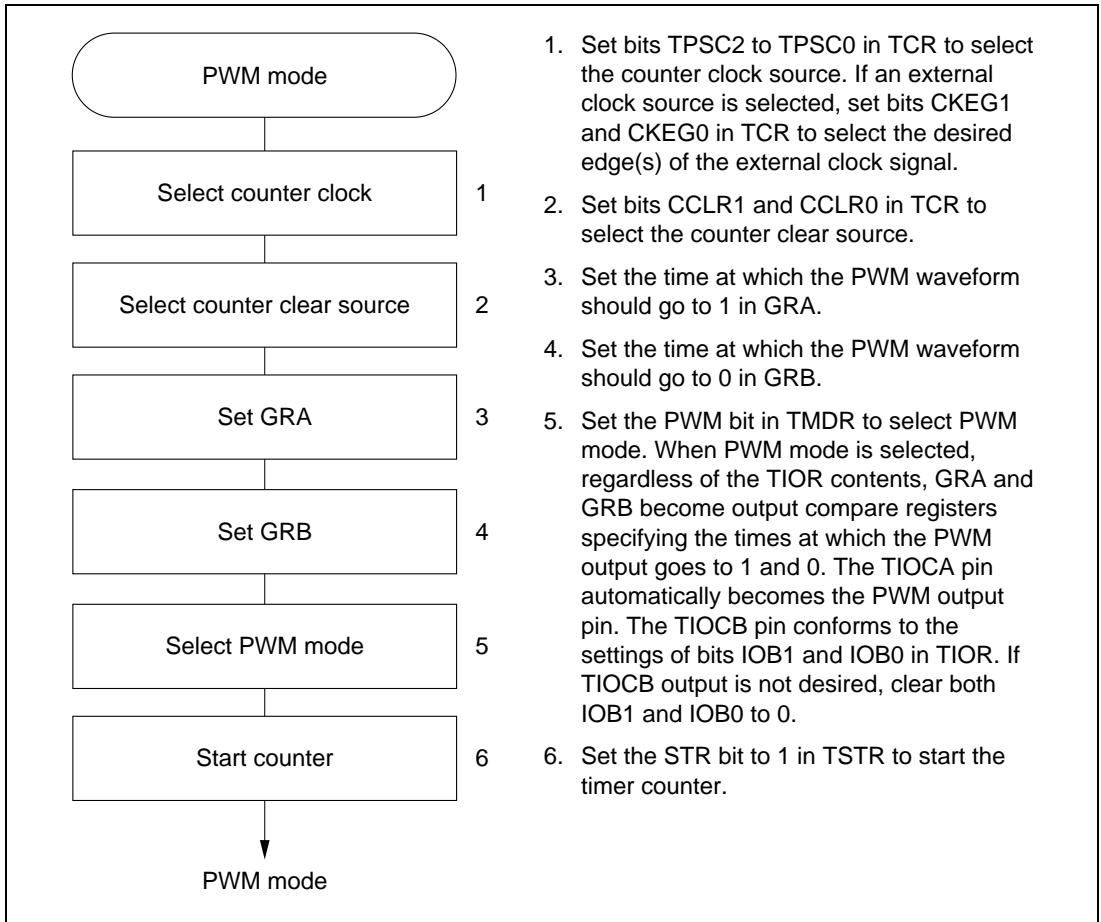 PWM mode
Select counter clock 1
Select counter clear source 2
Set GRA 3
Set GRB 4
Select PWM mode 5
Start counter 6
PWM mode
1. Set bits TPSC2 to TPSC0 in TCR to select
the counter clock source. If an external
clock source is selected, set bits CKEG1
and CKEG0 in TCR to select the desired
edge(s) of the external clock signal.
2. Set bits CCLR1 and CCLR0 in TCR to
select the counter clear source.
3. Set the time at which the PWM waveform
should go to 1 in GRA.
4. Set the time at which the PWM waveform
should go to 0 in GRB.
5. Set the PWM bit in TMDR to select PWM
mode. When PWM mode is selected,
regardless of the TIOR contents, GRA and
GRB become output compare registers
specifying the times at which the PWM
output goes to 1 and 0. The TIOCA pin
automatically becomes the PWM output
pin. The TIOCB pin conforms to the
settings of bits IOB1 and IOB0 in TIOR. If
TIOCB output is not desired, clear both
IOB1 and IOB0 to 0.
6. Set the STR bit to 1 in TSTR to start the
timer counter.